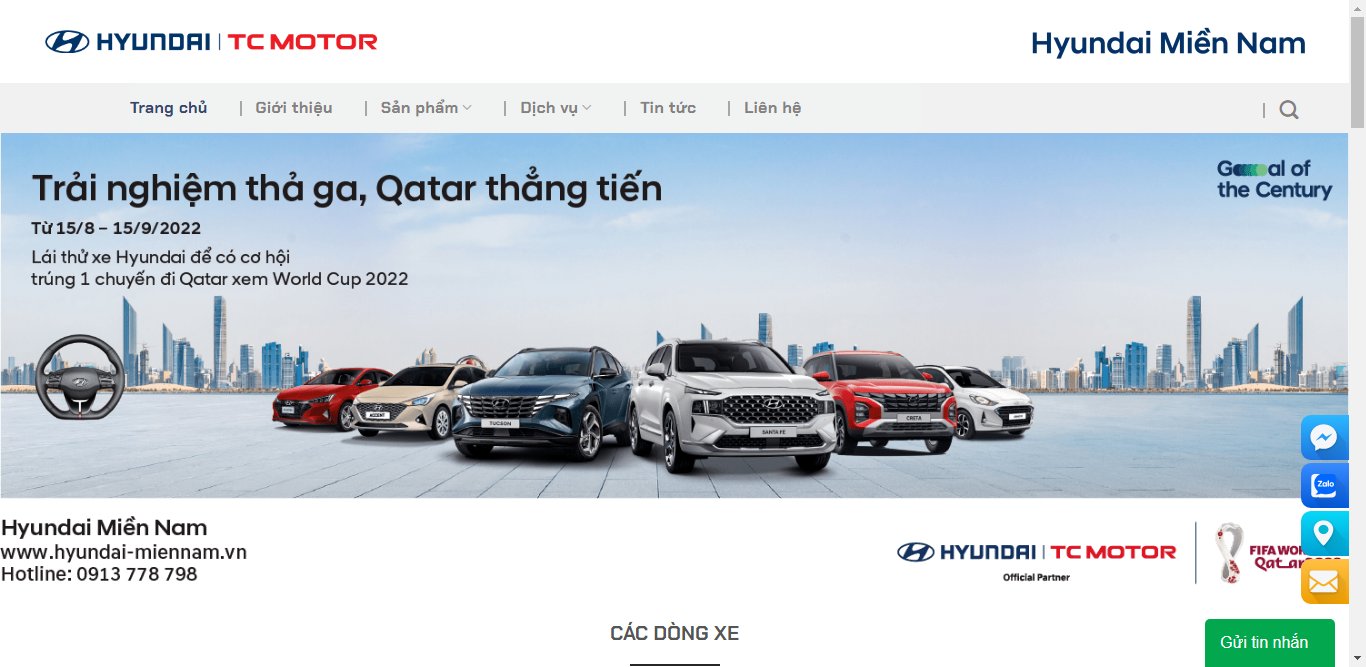 HYUNDAI | TC MOTOR
Hyundai Miền Nam
Trang chủ | Giới thiệu | Sản phẩm | Dịch vụ | Tin tức | Liên hệ |
Trải nghiệm thả ga, Qatar thẳng tiến
Goal of
the Century
Từ 15/8 – 15/9/2022
Lái thử xe Hyundai để có cơ hội
trúng 1 chuyến đi Qatar xem World Cup 2022
ACCENT
TUCSON
SANTA FE
CRETA
Zalo
Hyundai Miền Nam
www.hyundai-miennam.vn
Hotline: 0913 778 798
HYUNDAI | TC MOTOR
Official Partner
FIFA WOR
Qatar
CÁC DÒNG XE
Gửi tin nhắn